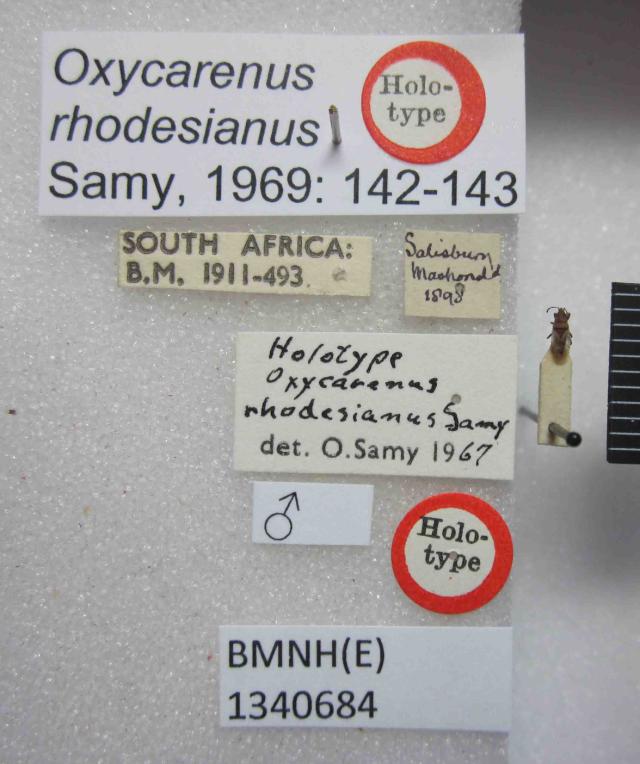 Oxycarenus
rhodesianus
Samy, 1969: 142-143
Holo-
type
SOUTH AFRICA:
B.M. 1911-493.
Salisbury
Mashonal'd
1898
Holotype
Oxycarenus
rhodesianus Samy
det. O.Samy 1967
♂
Holo-
type
BMNH(E)
1340684